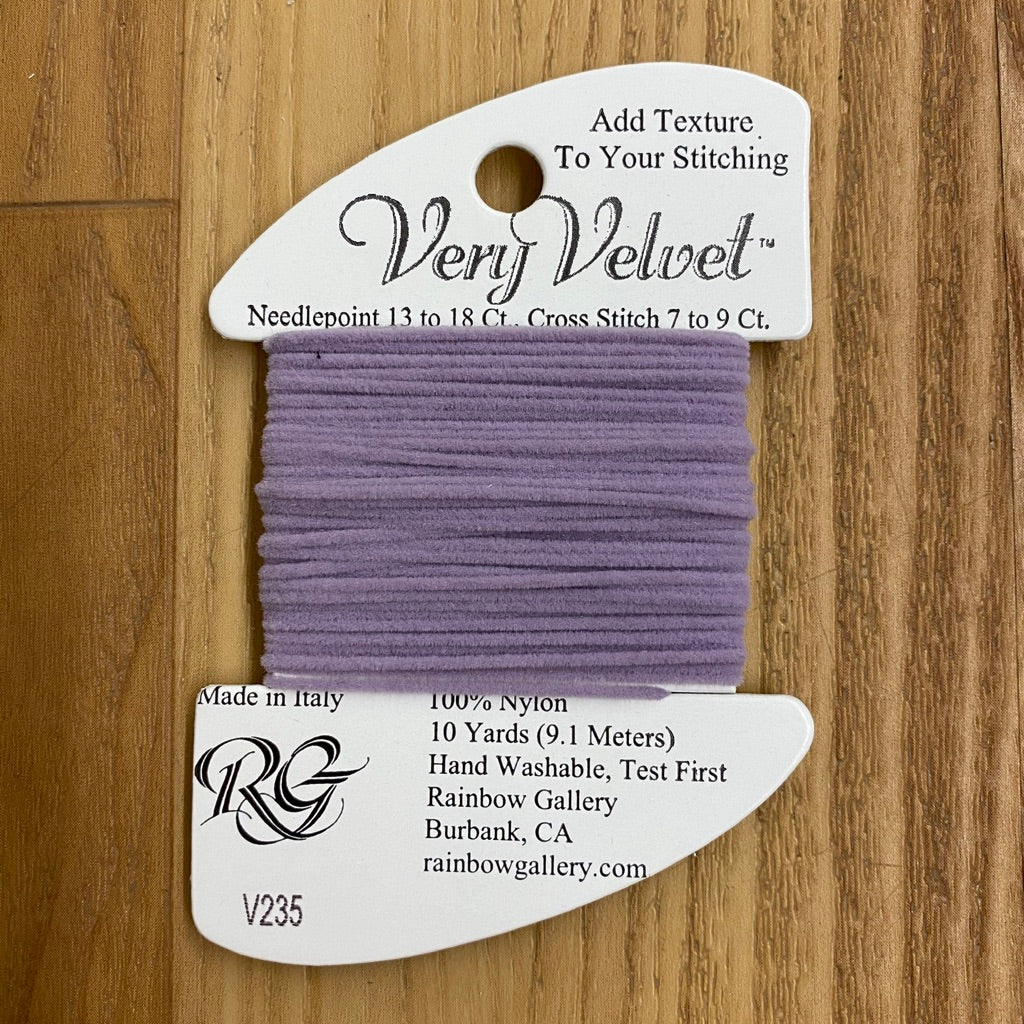 Add Texture
To Your Stitching
Very Velvet™
Needlepoint 13 to 18 Ct., Cross Stitch 7 to 9 Ct.
Made in Italy
100% Nylon
10 Yards (9.1 Meters)
Hand Washable, Test First
Rainbow Gallery
Burbank, CA
rainbowgallery.com
RG
V235